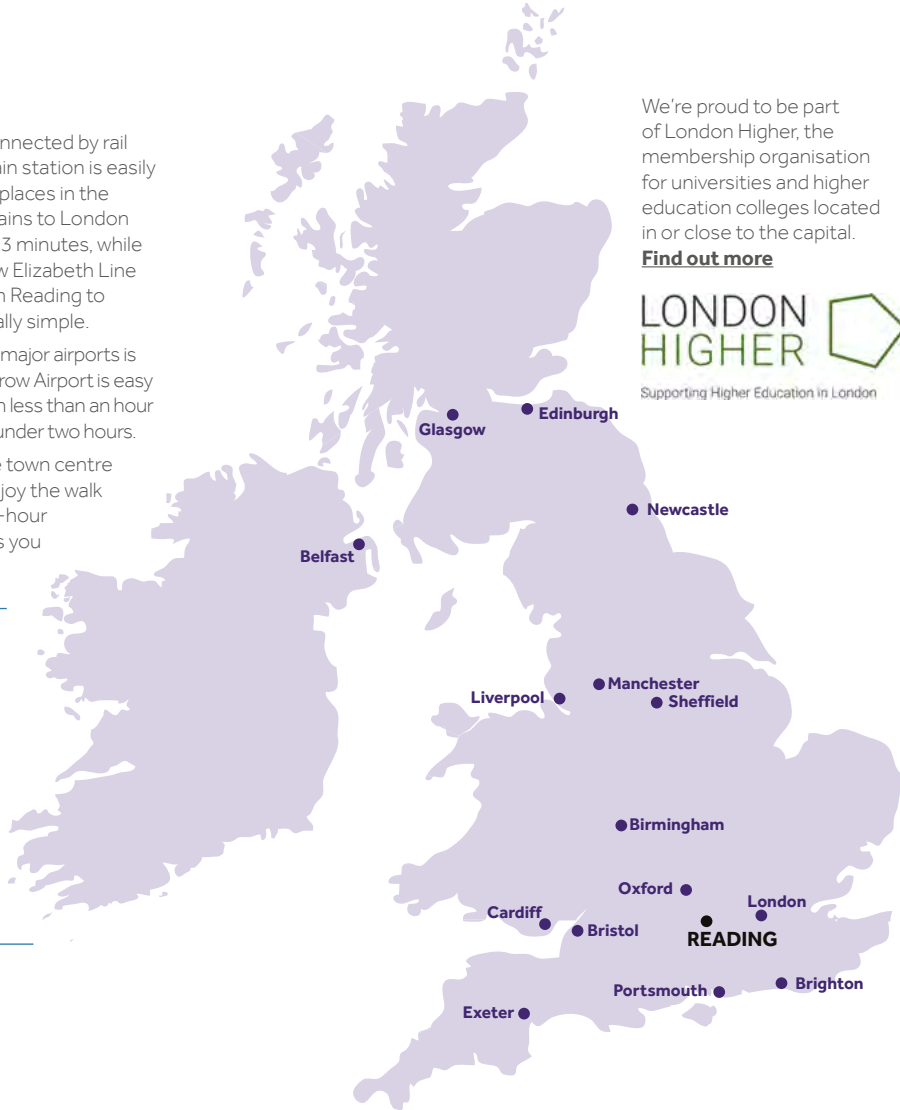 nnected by rail
in station is easily
places in the
ains to London
3 minutes, while
w Elizabeth Line
n Reading to
ally simple.
major airports is
row Airport is easy
n less than an hour
under two hours.
e town centre
joy the walk
-hour
s you
We’re proud to be part
of London Higher, the
membership organisation
for universities and higher
education colleges located
in or close to the capital.
Find out more
LONDON
HIGHER
Supporting Higher Education in London
Glasgow
Edinburgh
Newcastle
Belfast
Manchester
Liverpool
Sheffield
Birmingham
Oxford
London
Cardiff
Bristol
READING
Portsmouth
Brighton
Exeter